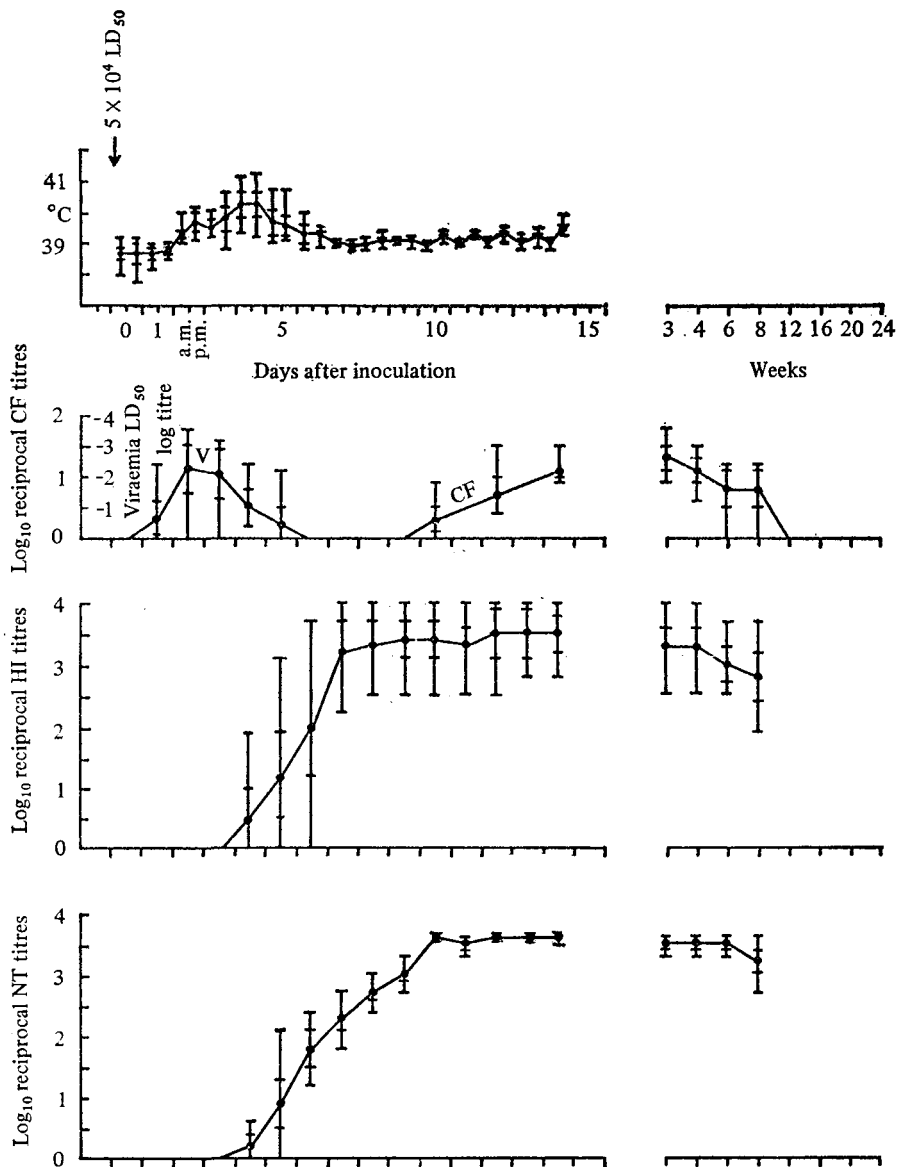 5 X 10⁴ LD₅₀
41
°C
39
0 1 a.m. p.m. 5 10 15
3 4 6 8 12 16 20 24
Days after inoculation
Weeks
Log₁₀ reciprocal CF titres
2
1
0
-4
-3
-2
-1
Viraemia LD₅₀
log titre
V
CF
Log₁₀ reciprocal HI titres
4
3
2
1
0
Log₁₀ reciprocal NT titres
4
3
2
1
0